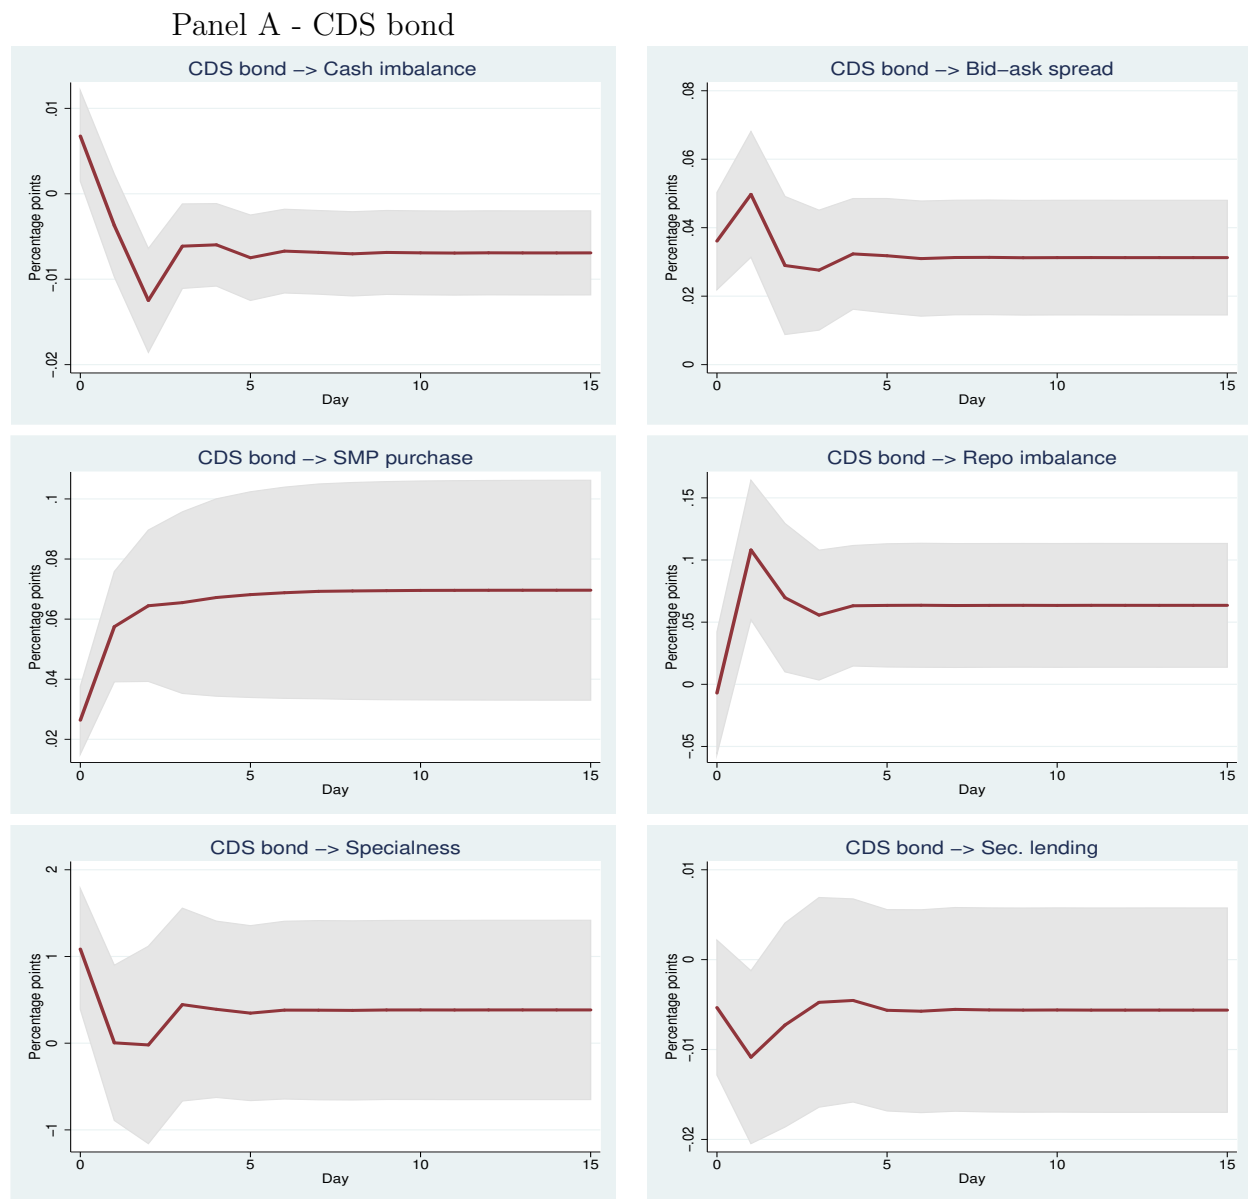 Panel A - CDS bond
CDS bond −> Cash imbalance
Percentage points
.01
0
−.01
−.02
0 5 10 15
Day
CDS bond −> Bid−ask spread
Percentage points
.08
.06
.04
.02
0
0 5 10 15
Day
CDS bond −> SMP purchase
Percentage points
.1
.08
.06
.04
.02
0 5 10 15
Day
CDS bond −> Repo imbalance
Percentage points
.15
.1
.05
0
−.05
0 5 10 15
Day
CDS bond −> Specialness
Percentage points
2
1
0
−1
0 5 10 15
Day
CDS bond −> Sec. lending
Percentage points
.01
0
−.01
−.02
0 5 10 15
Day